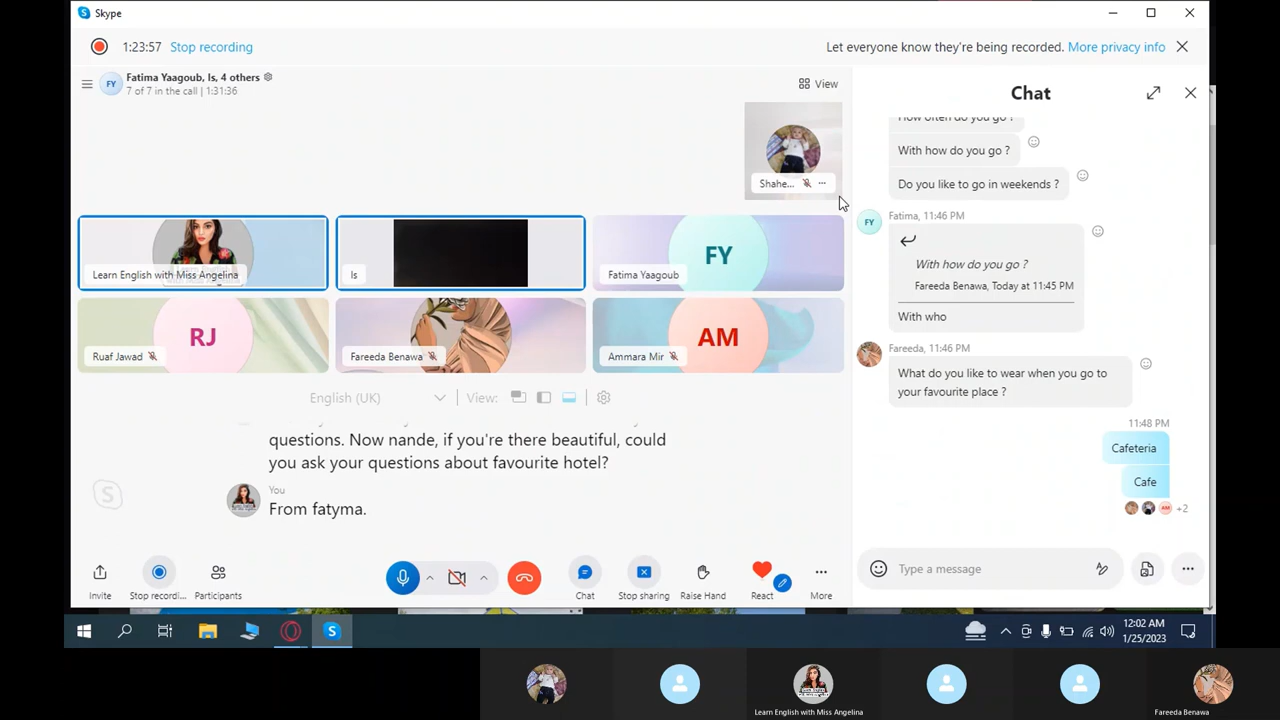 Skype
1:23:57 Stop recording
Let everyone know they're being recorded. More privacy info
FY
Fatima Yaagoub, Is, 4 others
7 of 7 in the call | 1:31:36
View
Chat
Shahe...
How often do you go ?
With how do you go ?
Do you like to go in weekends ?
FY
Fatima, 11:46 PM
With how do you go ?
Fareeda Benawa, Today at 11:45 PM
With who
Learn English with Miss Angelina
Is
FY
Fatima Yaagoub
RJ
Ruaf Jawad
Fareeda Benawa
AM
Ammara Mir
Fareeda, 11:46 PM
What do you like to wear when you go to
your favourite place ?
English (UK)
View:
questions. Now nande, if you're there beautiful, could
you ask your questions about favourite hotel?
You
From fatyma.
11:48 PM
Cafeteria
Cafe
AM
+2
Invite
Stop recordi...
Participants
Chat
Stop sharing
Raise Hand
React
More
Type a message
12:02 AM
1/25/2023
Learn English with Miss Angelina
Fareeda Benawa